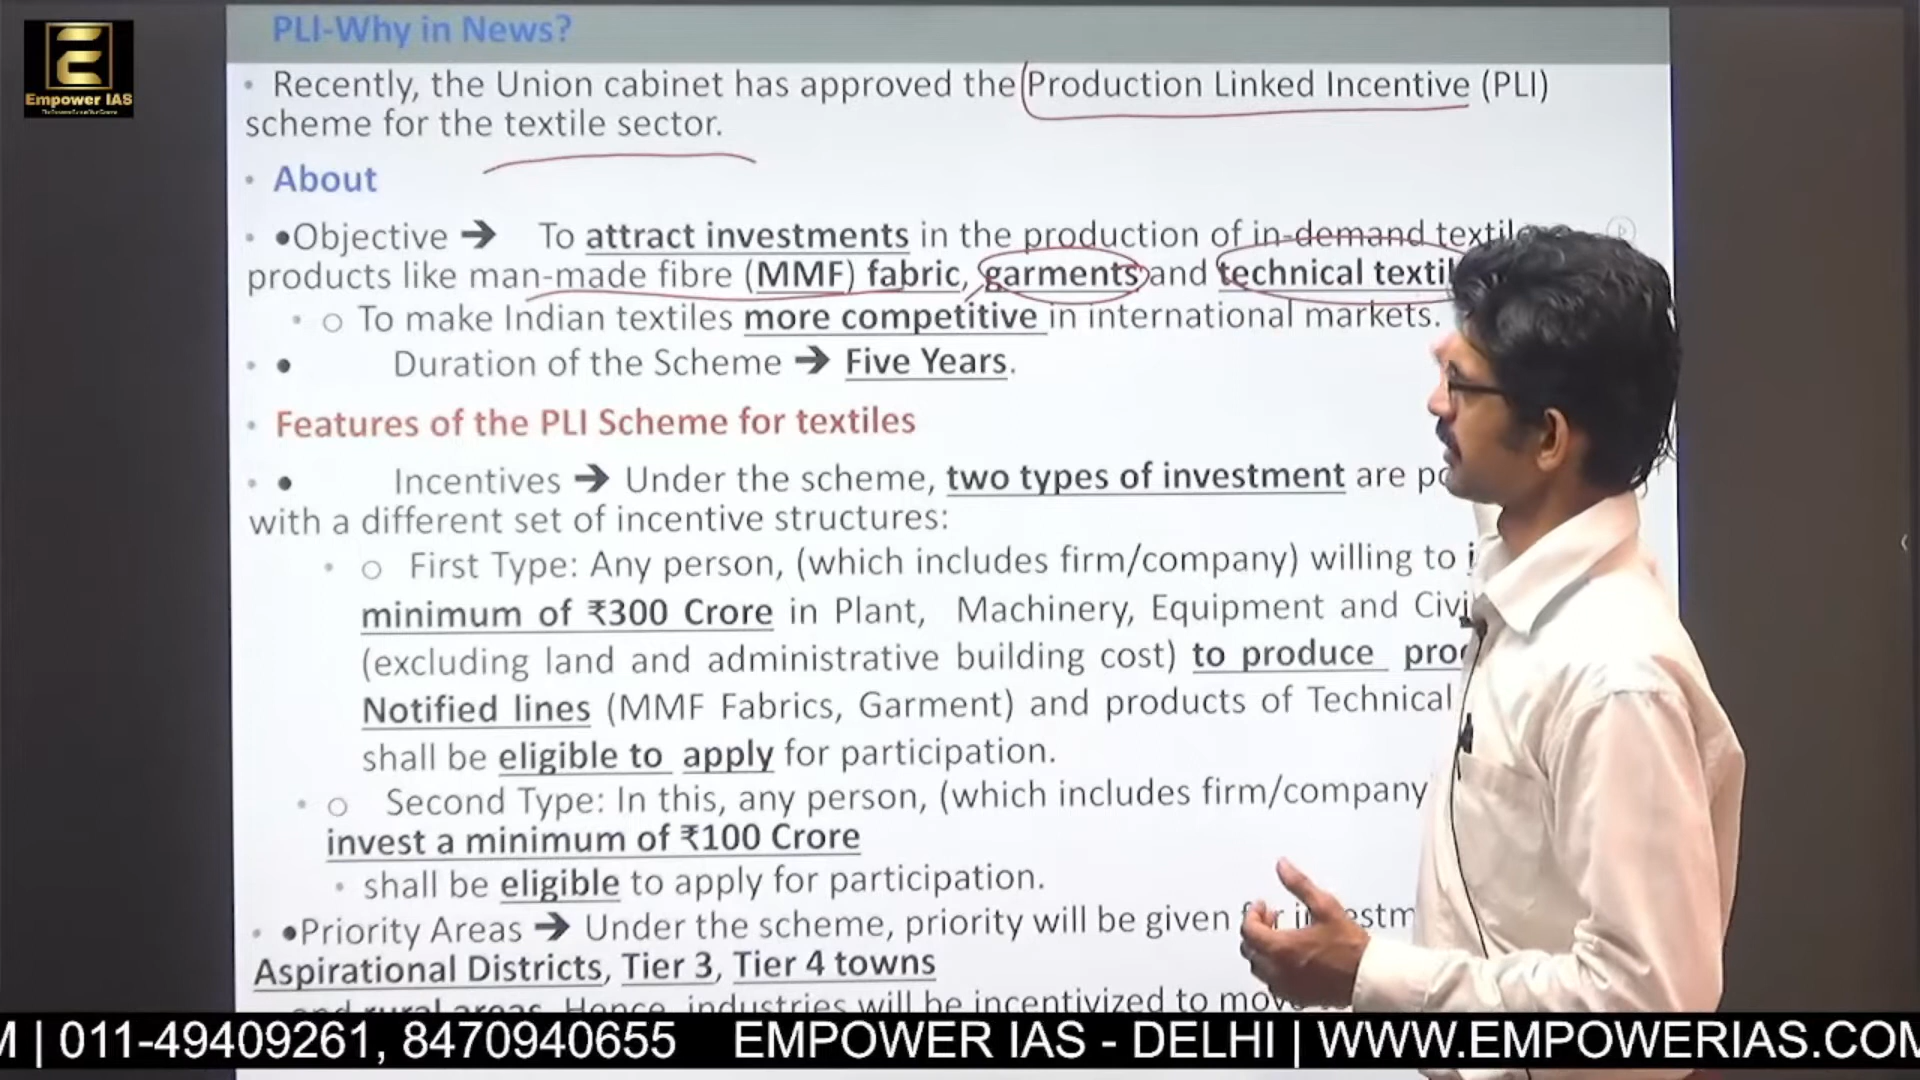 PLI-Why in News?
Empower IAS
• Recently, the Union cabinet has approved the Production Linked Incentive (PLI)
scheme for the textile sector.
• About
• ●Objective ➔ To attract investments in the production of in-demand textile
products like man-made fibre (MMF) fabric, garments and technical textil
• o To make Indian textiles more competitive in international markets.
• ● Duration of the Scheme ➔ Five Years.
• Features of the PLI Scheme for textiles
• ● Incentives ➔ Under the scheme, two types of investment are
with a different set of incentive structures:
• o First Type: Any person, (which includes firm/company) willing to
minimum of ₹300 Crore in Plant, Machinery, Equipment and Civi
(excluding land and administrative building cost) to produce
Notified lines (MMF Fabrics, Garment) and products of Technical
shall be eligible to apply for participation.
• o Second Type: In this, any person, (which includes firm/company
invest a minimum of ₹100 Crore
• shall be eligible to apply for participation.
• ●Priority Areas ➔ Under the scheme, priority will be given for
Aspirational Districts, Tier 3, Tier 4 towns
and rural areas. Hence, industries will be incentivized to move
M | 011-49409261, 8470940655 EMPOWER IAS - DELHI | WWW.EMPOWERIAS.COM